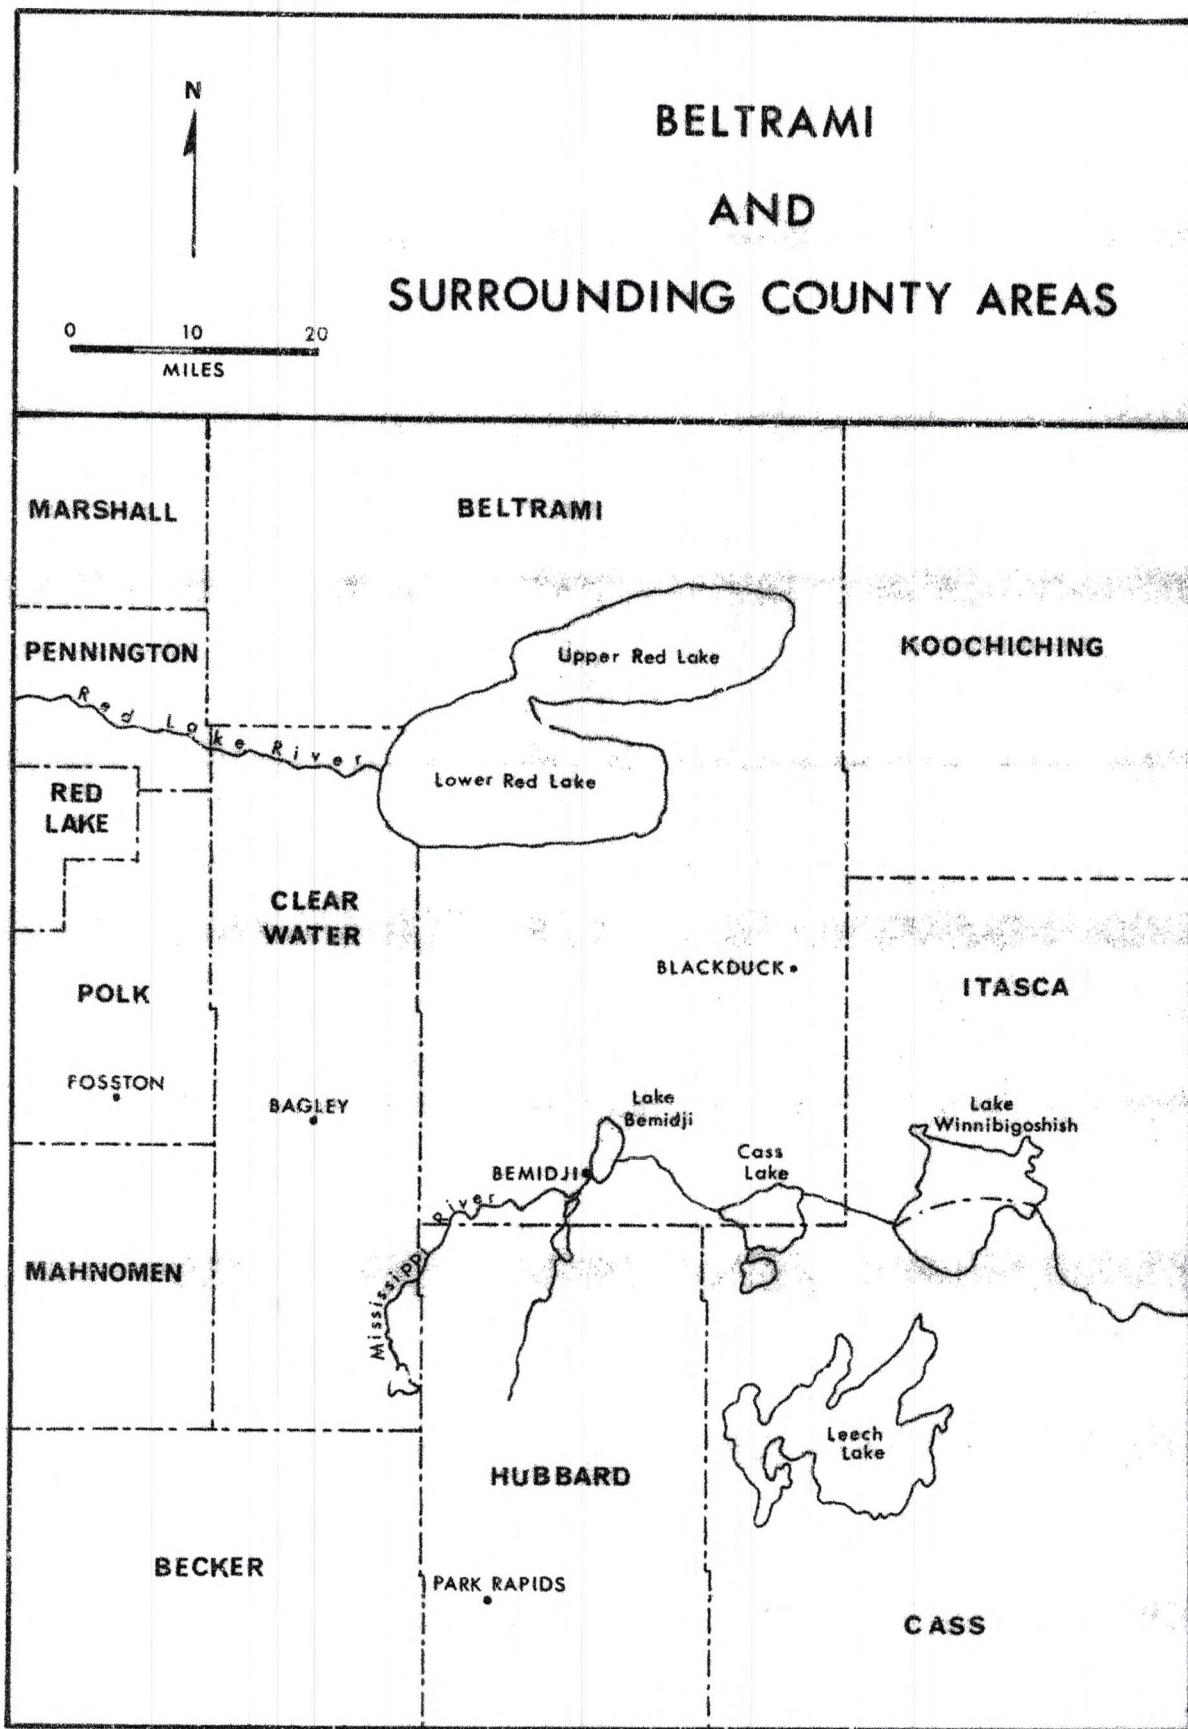 N
BELTRAMI
AND
SURROUNDING COUNTY AREAS
0 10 20
MILES
MARSHALL
BELTRAMI
PENNINGTON
Upper Red Lake
KOOCHICHING
Red Lake River
Lower Red Lake
RED
LAKE
CLEAR
WATER
BLACKDUCK
ITASCA
POLK
FOSSTON
BAGLEY
Lake
Bemidji
Lake
Winnibigoshish
Cass
Lake
BEMIDJI
Mississippi River
MAHNOMEN
Leech
Lake
HUBBARD
BECKER
PARK RAPIDS
CASS